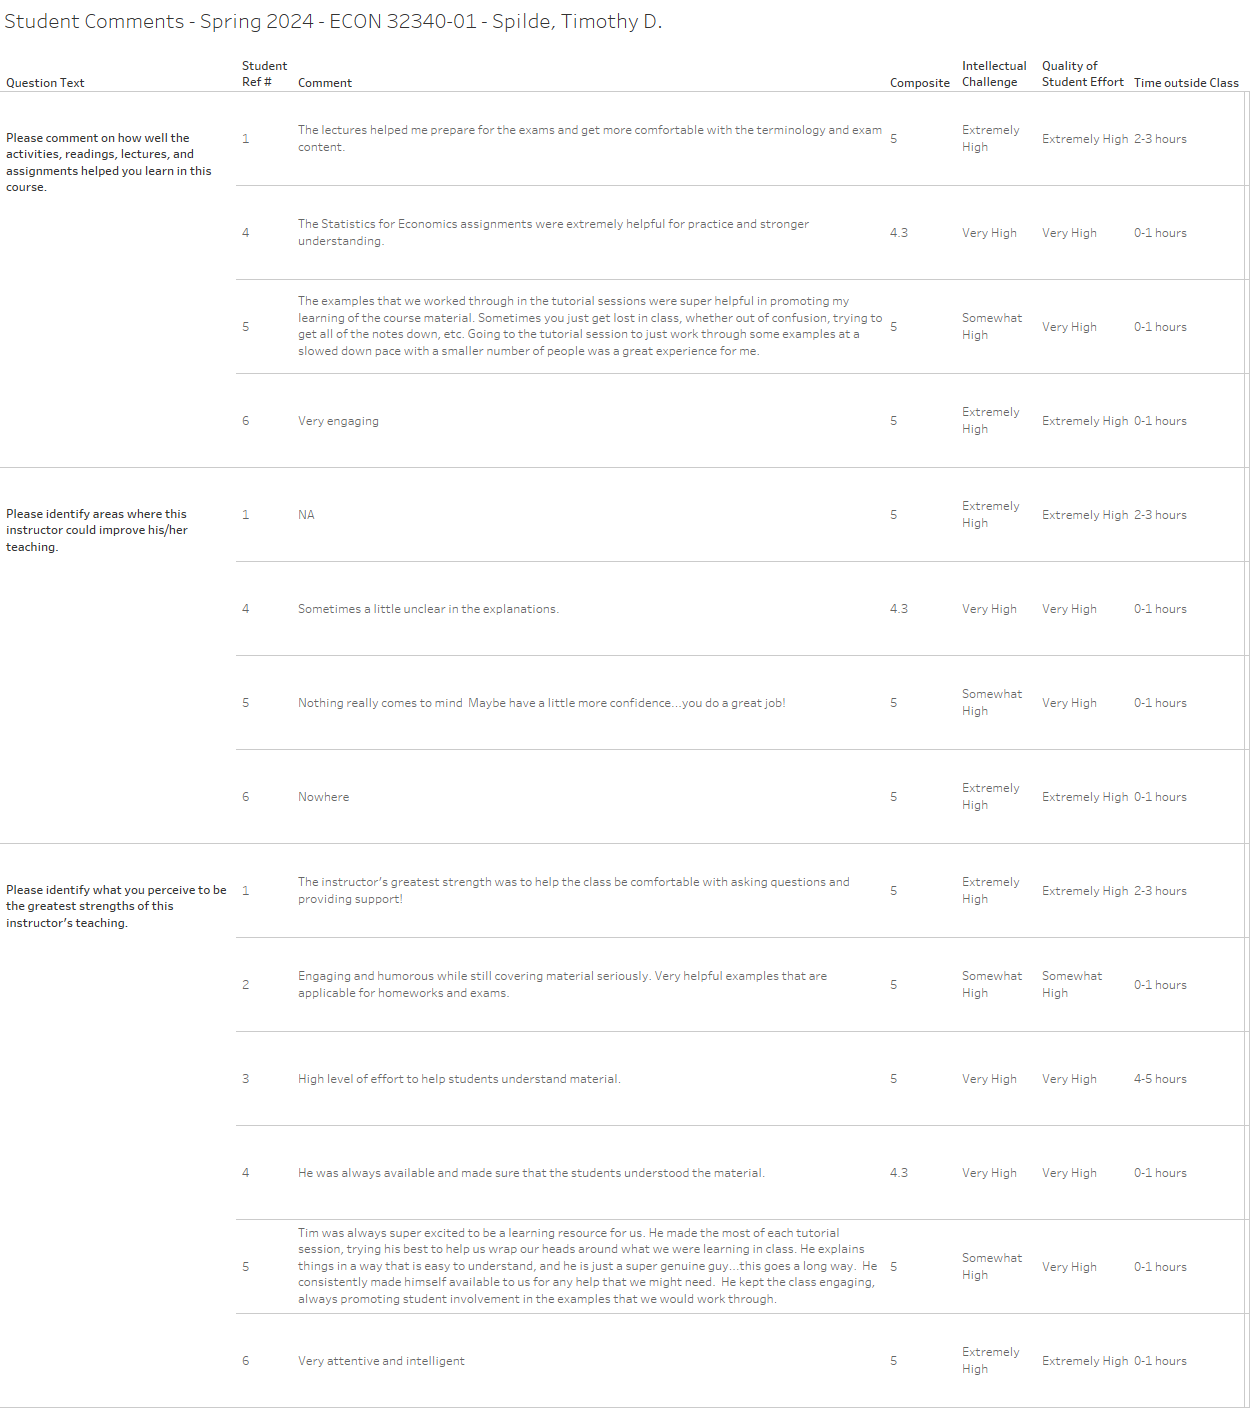 Student Comments - Spring 2024 - ECON 32340-01 - Spilde, Timothy D.
Question Text
Student
Ref #
Comment
Composite
Intellectual
Challenge
Quality of
Student Effort
Time outside Class
Please comment on how well the
activities, readings, lectures, and
assignments helped you learn in this
course.
1
The lectures helped me prepare for the exams and get more comfortable with the terminology and exam
content.
5
Extremely
High
Extremely High
2-3 hours
4
The Statistics for Economics assignments were extremely helpful for practice and stronger
understanding.
4.3
Very High
Very High
0-1 hours
5
The examples that we worked through in the tutorial sessions were super helpful in promoting my
learning of the course material. Sometimes you just get lost in class, whether out of confusion, trying to
get all of the notes down, etc. Going to the tutorial session to just work through some examples at a
slowed down pace with a smaller number of people was a great experience for me.
5
Somewhat
High
Very High
0-1 hours
6
Very engaging
5
Extremely
High
Extremely High
0-1 hours
Please identify areas where this
instructor could improve his/her
teaching.
1
NA
5
Extremely
High
Extremely High
2-3 hours
4
Sometimes a little unclear in the explanations.
4.3
Very High
Very High
0-1 hours
5
Nothing really comes to mind  Maybe have a little more confidence...you do a great job!
5
Somewhat
High
Very High
0-1 hours
6
Nowhere
5
Extremely
High
Extremely High
0-1 hours
Please identify what you perceive to be
the greatest strengths of this
instructor's teaching.
1
The instructor's greatest strength was to help the class be comfortable with asking questions and
providing support!
5
Extremely
High
Extremely High
2-3 hours
2
Engaging and humorous while still covering material seriously. Very helpful examples that are
applicable for homeworks and exams.
5
Somewhat
High
Somewhat
High
0-1 hours
3
High level of effort to help students understand material.
5
Very High
Very High
4-5 hours
4
He was always available and made sure that the students understood the material.
4.3
Very High
Very High
0-1 hours
5
Tim was always super excited to be a learning resource for us. He made the most of each tutorial
session, trying his best to help us wrap our heads around what we were learning in class. He explains
things in a way that is easy to understand, and he is just a super genuine guy...this goes a long way.  He
consistently made himself available to us for any help that we might need.  He kept the class engaging,
always promoting student involvement in the examples that we would work through.
5
Somewhat
High
Very High
0-1 hours
6
Very attentive and intelligent
5
Extremely
High
Extremely High
0-1 hours